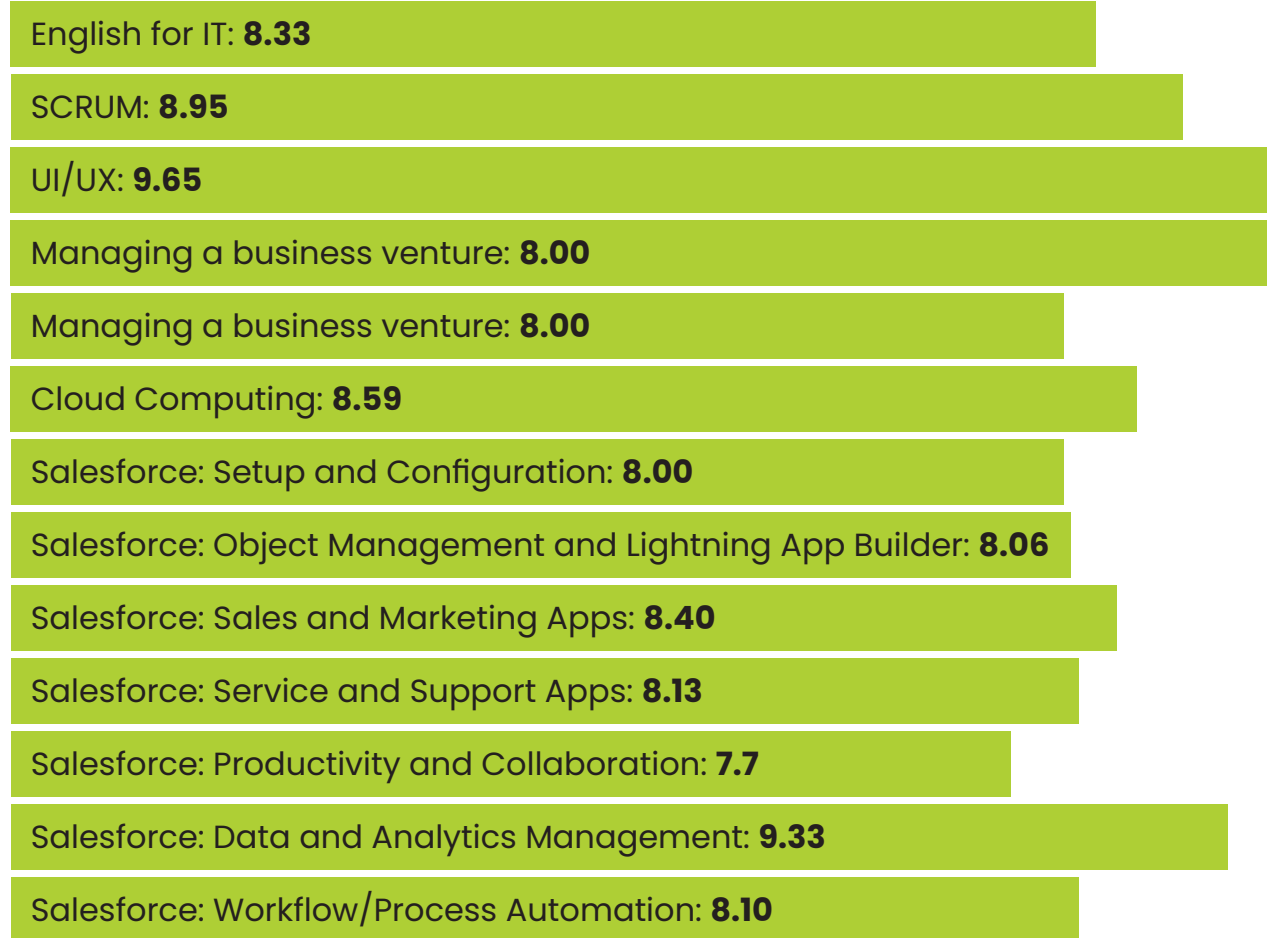 English for IT: 8.33
SCRUM: 8.95
UI/UX: 9.65
Managing a business venture: 8.00
Managing a business venture: 8.00
Cloud Computing: 8.59
Salesforce: Setup and Configuration: 8.00
Salesforce: Object Management and Lightning App Builder: 8.06
Salesforce: Sales and Marketing Apps: 8.40
Salesforce: Service and Support Apps: 8.13
Salesforce: Productivity and Collaboration: 7.7
Salesforce: Data and Analytics Management: 9.33
Salesforce: Workflow/Process Automation: 8.10